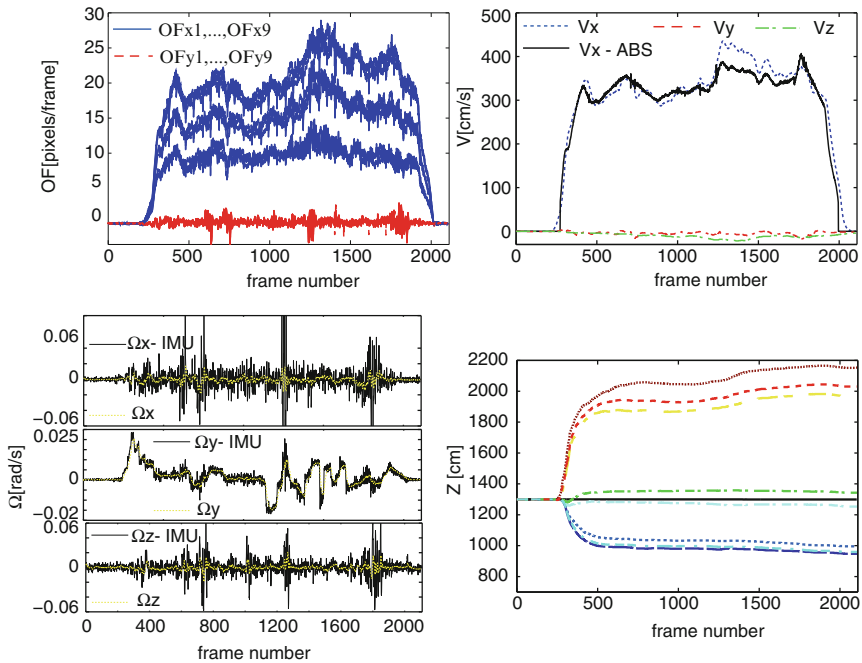 OFx1,...,OFx9
OFy1,...,OFy9
OF[pixels/frame]
30
25
20
15
10
5
0
0 500 1000 1500 2000
frame number
Vx Vy Vz
Vx - ABS
V[cm/s]
400
300
200
100
0
0 500 1000 1500 2000
frame number
Ωx- IMU
Ωx
0.06
0
−0.06
Ωy- IMU
Ωy
Ω[rad/s]
0.025
0
−0.02
Ωz- IMU
Ωz
0.06
0
−0.06
0 400 800 1200 1600 2000
frame number
Z [cm]
2200
2000
1800
1600
1400
1200
1000
800
0 500 1000 1500 2000
frame number